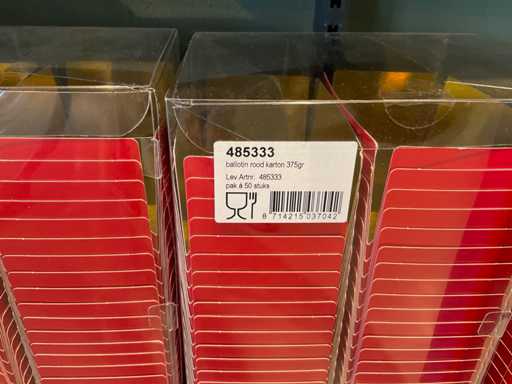 485333
ballotin rood karton 375gr
Lev.Artnr. 485333
pak á 50 stuks
8 714215 037042